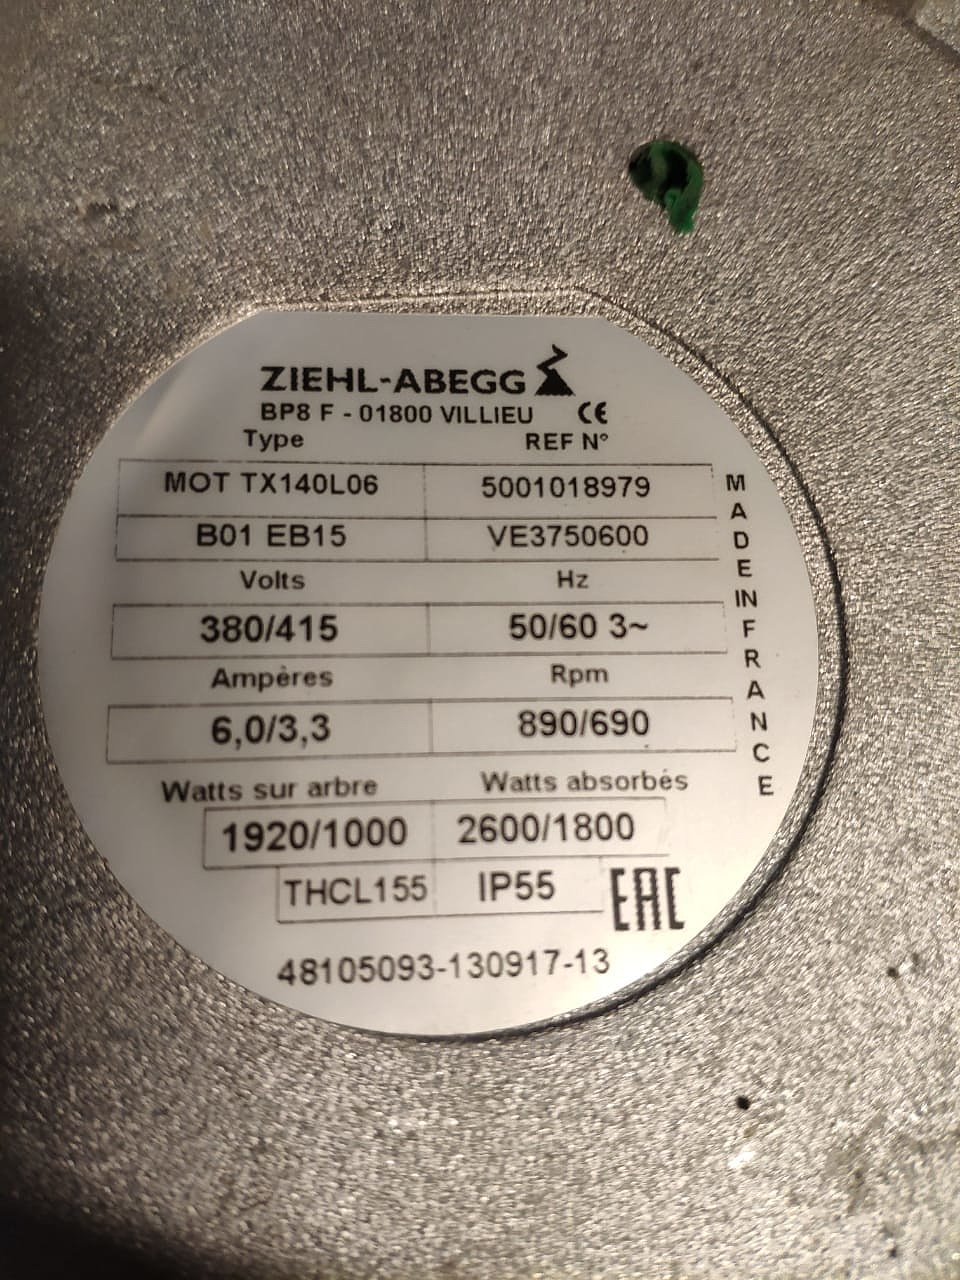 ZIEHL-ABEGG
BP8 F - 01800 VILLIEU CE
Type REF N°
MOT TX140L06 5001018979
B01 EB15 VE3750600
Volts Hz
380/415 50/60 3~
Ampères Rpm
6,0/3,3 890/690
Watts sur arbre Watts absorbés
1920/1000 2600/1800
THCL155 IP55 EAC
48105093-130917-13
MADE IN FRANCE